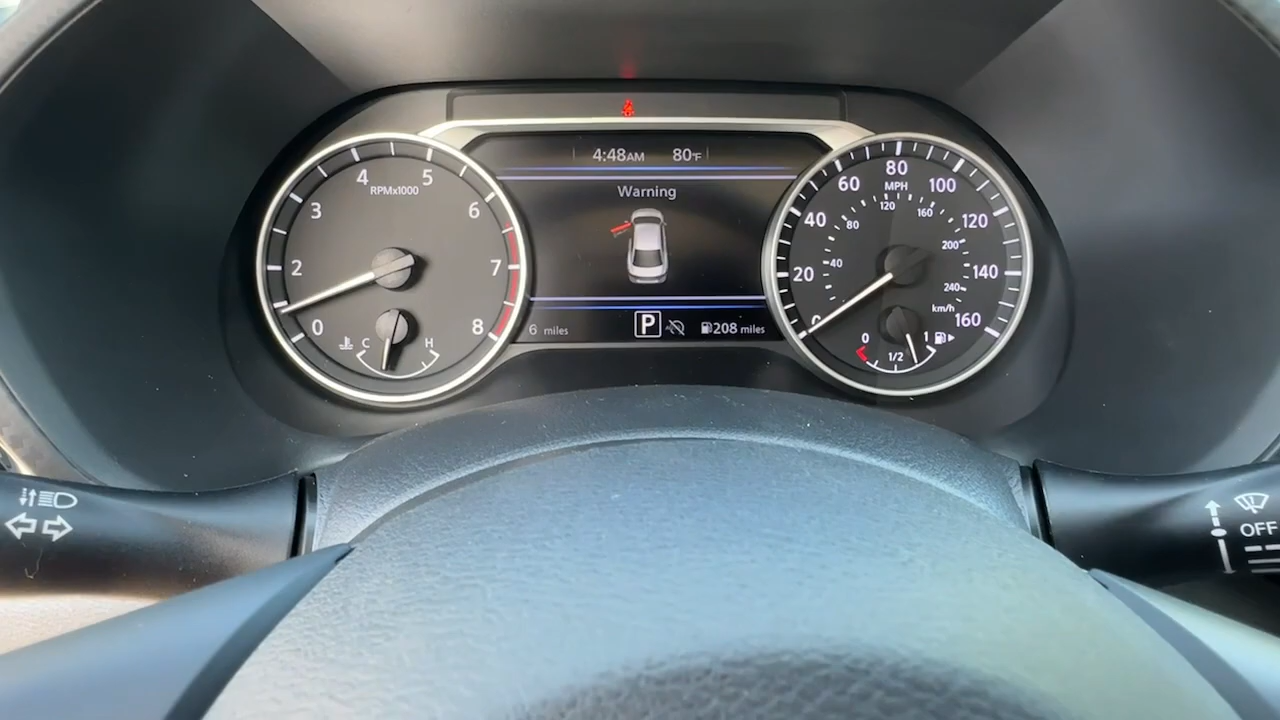 4:48AM 80°F
Warning
6 miles P 208 miles
RPMx1000
0 2 3 4 5 6 7 8
C H
MPH
0 20 40 60 80 100 120 140 160
40 80 120 160 200 240
km/h
0 1/2 1
OFF